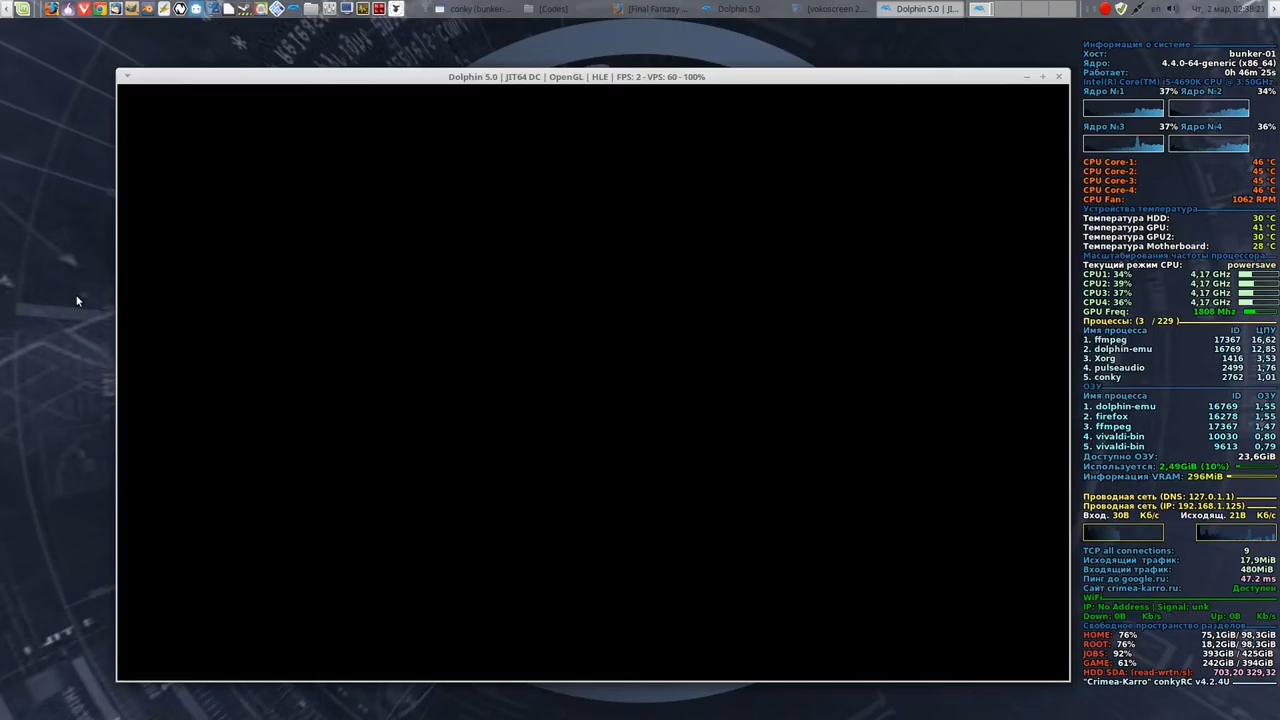 conky (bunker-...
[Codes]
[Final Fantasy ...
Dolphin 5.0
[vokoscreen 2...
Dolphin 5.0 | JI...
en
Чт, 2 мар, 02:38:21
Dolphin 5.0 | JIT64 DC | OpenGL | HLE | FPS: 2 - VPS: 60 - 100%
Информация о системе
Хост: bunker-01
Ядро: 4.4.0-64-generic (x86_64)
Работает: 0h 46m 25s
Intel(R) Core(TM) i5-4690K CPU @ 3.50GHz
Ядро №1 37% Ядро №2 34%
Ядро №3 37% Ядро №4 36%
CPU Core-1: 46 °C
CPU Core-2: 45 °C
CPU Core-3: 45 °C
CPU Core-4: 46 °C
CPU Fan: 1062 RPM
Устройства температура
Температура HDD: 30 °C
Температура GPU: 41 °C
Температура GPU2: 30 °C
Температура Motherboard: 28 °C
Масштабирования частоты процессора
Текущий режим CPU: powersave
CPU1: 34% 4,17 GHz
CPU2: 39% 4,17 GHz
CPU3: 37% 4,17 GHz
CPU4: 36% 4,17 GHz
GPU Freq: 1808 Mhz
Процессы: (3 / 229 )
Имя процесса ID ЦПУ
1. ffmpeg 17367 16,62
2. dolphin-emu 16769 12,85
3. Xorg 1416 3,53
4. pulseaudio 2499 1,76
5. conky 2762 1,01
ОЗУ
Имя процесса ID ОЗУ
1. dolphin-emu 16769 1,55
2. firefox 16278 1,55
3. ffmpeg 17367 1,47
4. vivaldi-bin 10030 0,80
5. vivaldi-bin 9613 0,79
Доступно ОЗУ: 23,6GiB
Используется: 2,49GiB (10%)
Информация VRAM: 296MiB
Проводная сеть (DNS: 127.0.1.1)
Проводная сеть (IP: 192.168.1.125)
Вход. 30B Кб/с Исходящ. 21B Кб/с
TCP all connections: 9
Исходящий трафик: 17,9MiB
Входящий трафик: 480MiB
Пинг до google.ru: 47.2 ms
Сайт crimea-karro.ru: Доступен
WiFi
IP: No Address | Signal: unk
Down: 0B Kb/s Up: 0B Kb/s
Свободное пространство разделов
HOME: 76% 75,1GiB/ 98,3GiB
ROOT: 76% 18,2GiB/ 98,3GiB
JOBS: 92% 393GiB / 425GiB
GAME: 61% 242GiB / 394GiB
HDD SDA: (read-wrtn/s): 703,20 329,32
"Crimea-Karro" conkyRC v4.2.4U